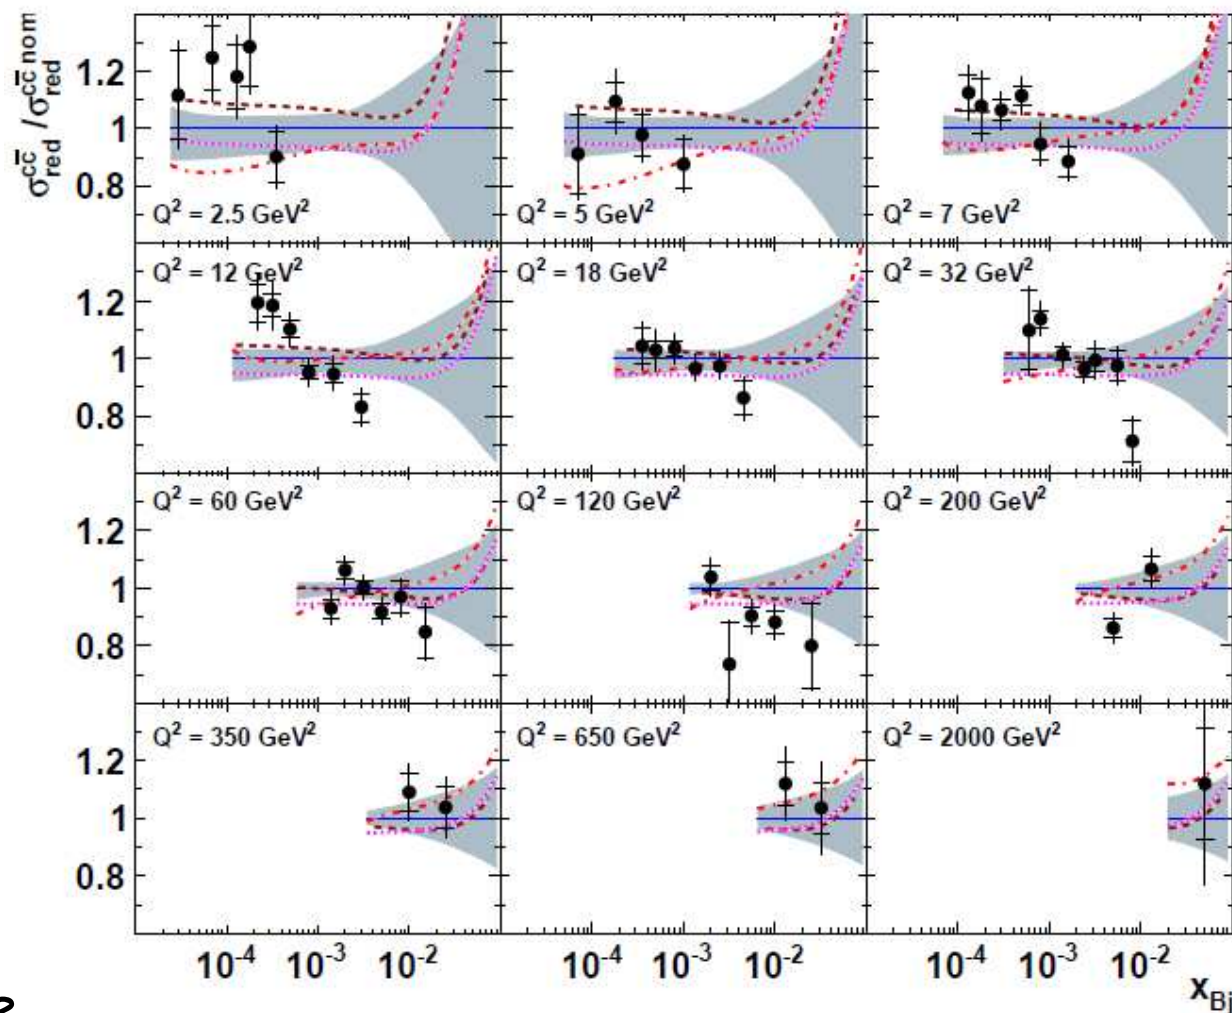 σ_red^{cc̅} / σ_red^{cc̅ nom}
1.2
1
0.8
Q² = 2.5 GeV²
Q² = 5 GeV²
Q² = 7 GeV²
1.2
1
0.8
Q² = 12 GeV²
Q² = 18 GeV²
Q² = 32 GeV²
1.2
1
0.8
Q² = 60 GeV²
Q² = 120 GeV²
Q² = 200 GeV²
1.2
1
0.8
Q² = 350 GeV²
Q² = 650 GeV²
Q² = 2000 GeV²
10⁻⁴ 10⁻³ 10⁻² 10⁻⁴ 10⁻³ 10⁻² 10⁻⁴ 10⁻³ 10⁻²
x_Bj